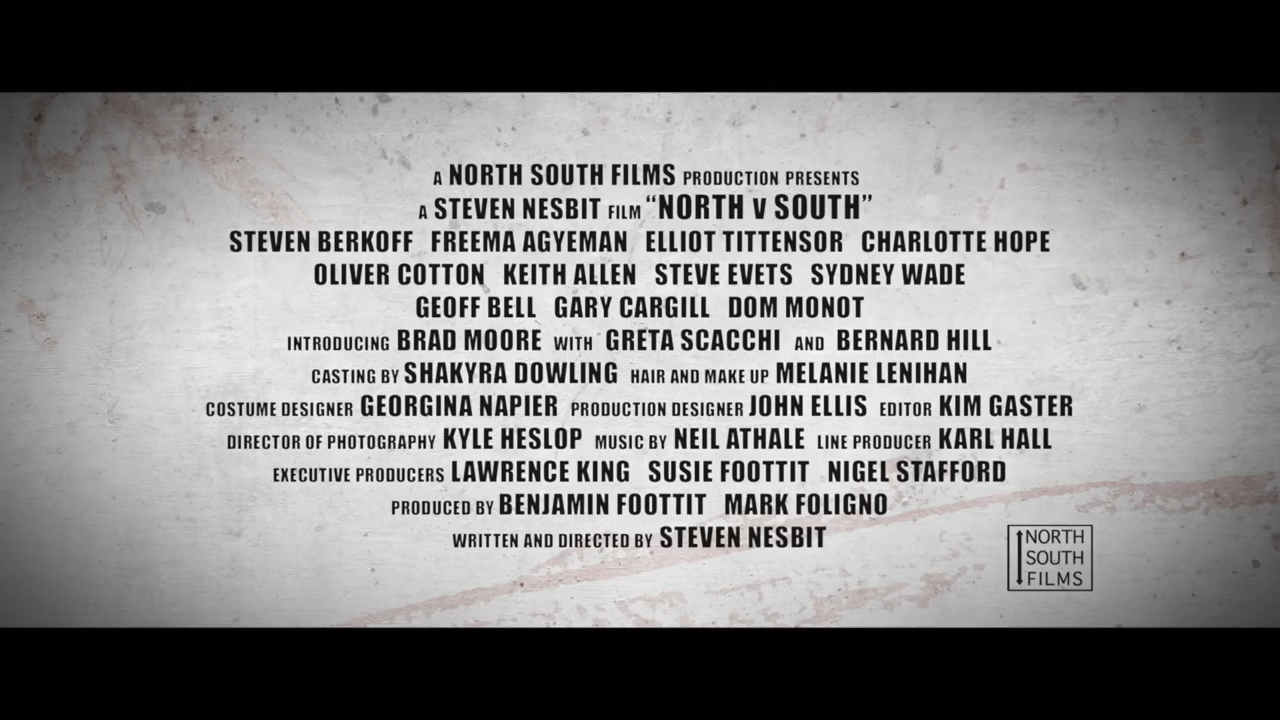 A NORTH SOUTH FILMS PRODUCTION PRESENTS
A STEVEN NESBIT FILM “NORTH V SOUTH”
STEVEN BERKOFF FREEMA AGYEMAN ELLIOT TITTENSOR CHARLOTTE HOPE
OLIVER COTTON KEITH ALLEN STEVE EVETS SYDNEY WADE
GEOFF BELL GARY CARGILL DOM MONOT
INTRODUCING BRAD MOORE WITH GRETA SCACCHI AND BERNARD HILL
CASTING BY SHAKYRA DOWLING HAIR AND MAKE UP MELANIE LENIHAN
COSTUME DESIGNER GEORGINA NAPIER PRODUCTION DESIGNER JOHN ELLIS EDITOR KIM GASTER
DIRECTOR OF PHOTOGRAPHY KYLE HESLOP MUSIC BY NEIL ATHALE LINE PRODUCER KARL HALL
EXECUTIVE PRODUCERS LAWRENCE KING SUSIE FOOTTIT NIGEL STAFFORD
PRODUCED BY BENJAMIN FOOTTIT MARK FOLIGNO
WRITTEN AND DIRECTED BY STEVEN NESBIT
NORTH
SOUTH
FILMS